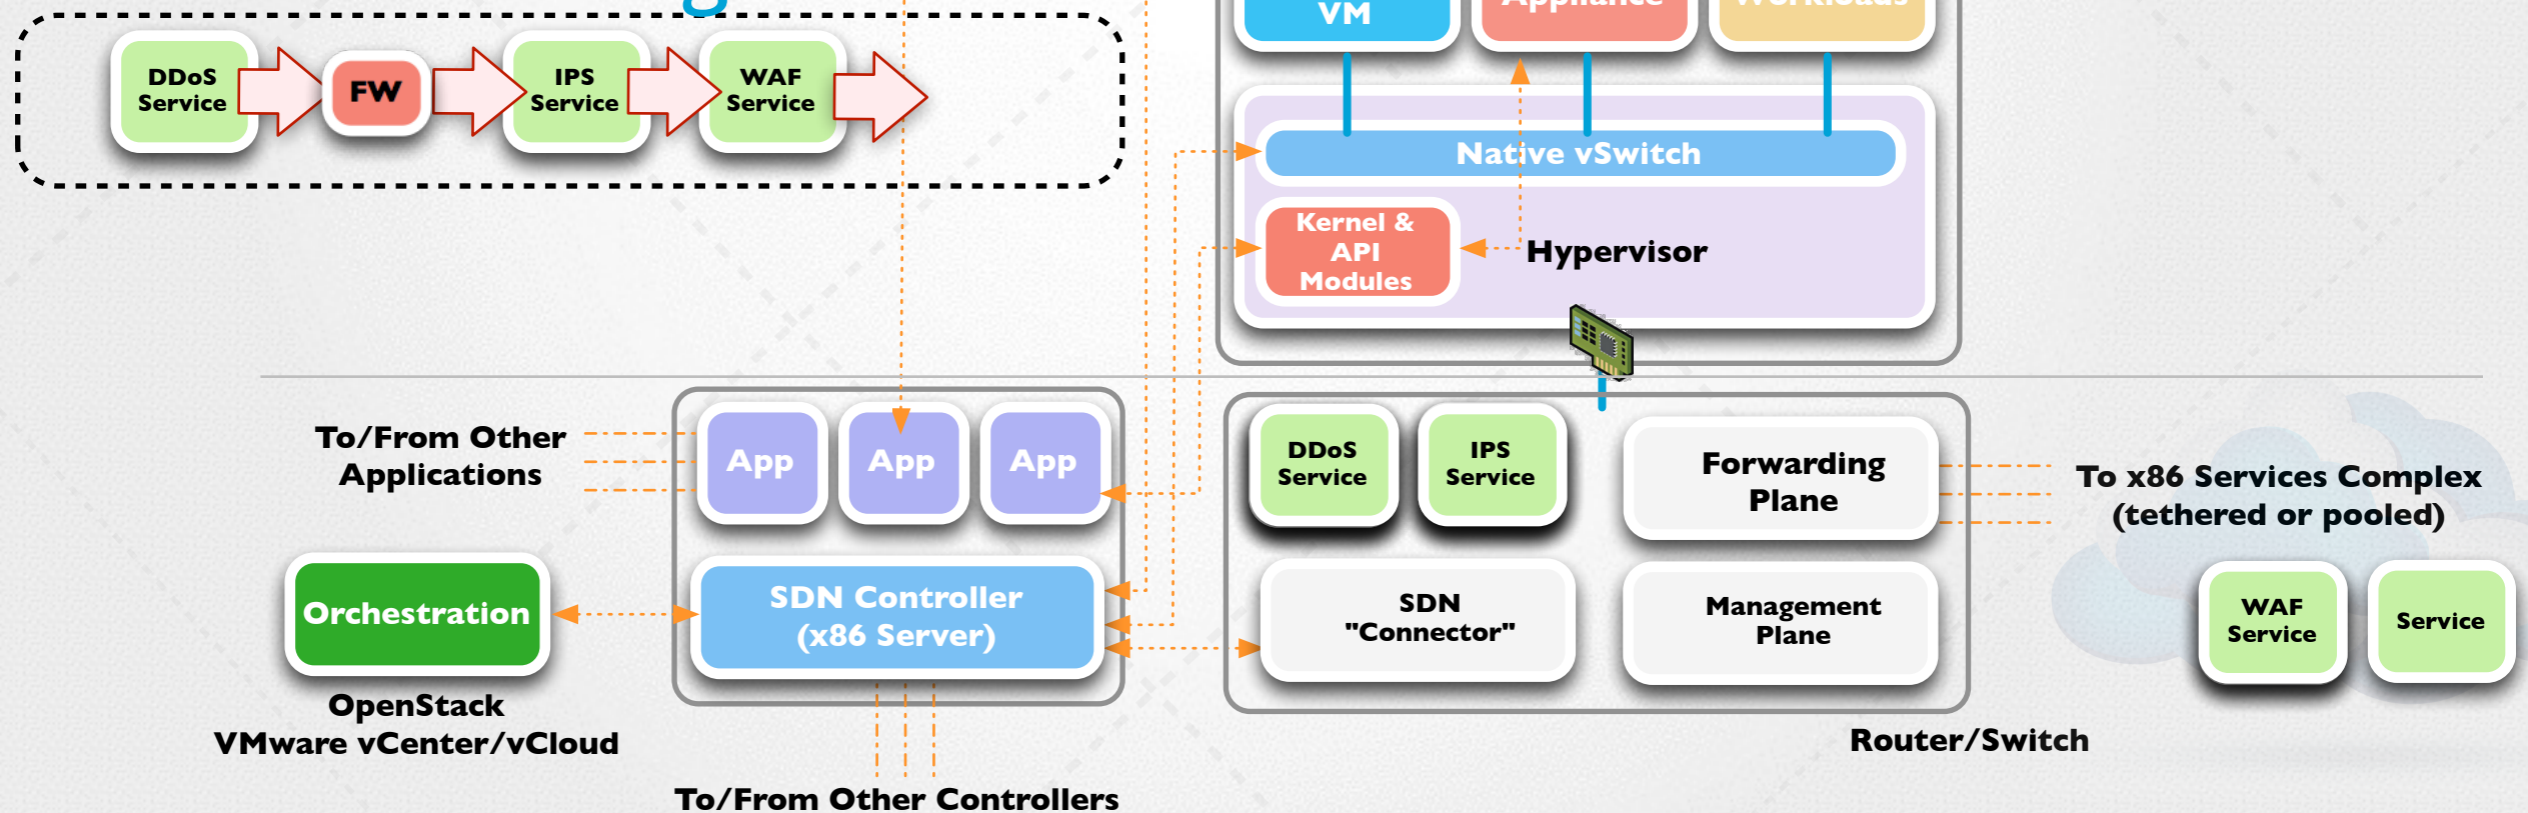 VM
Appliance
Workloads
DDoS
Service
FW
IPS
Service
WAF
Service
Native vSwitch
Kernel &
API
Modules
Hypervisor
To/From Other
Applications
App
App
App
DDoS
Service
IPS
Service
Forwarding
Plane
To x86 Services Complex
(tethered or pooled)
Orchestration
SDN Controller
(x86 Server)
SDN
"Connector"
Management
Plane
WAF
Service
Service
OpenStack
VMware vCenter/vCloud
Router/Switch
To/From Other Controllers